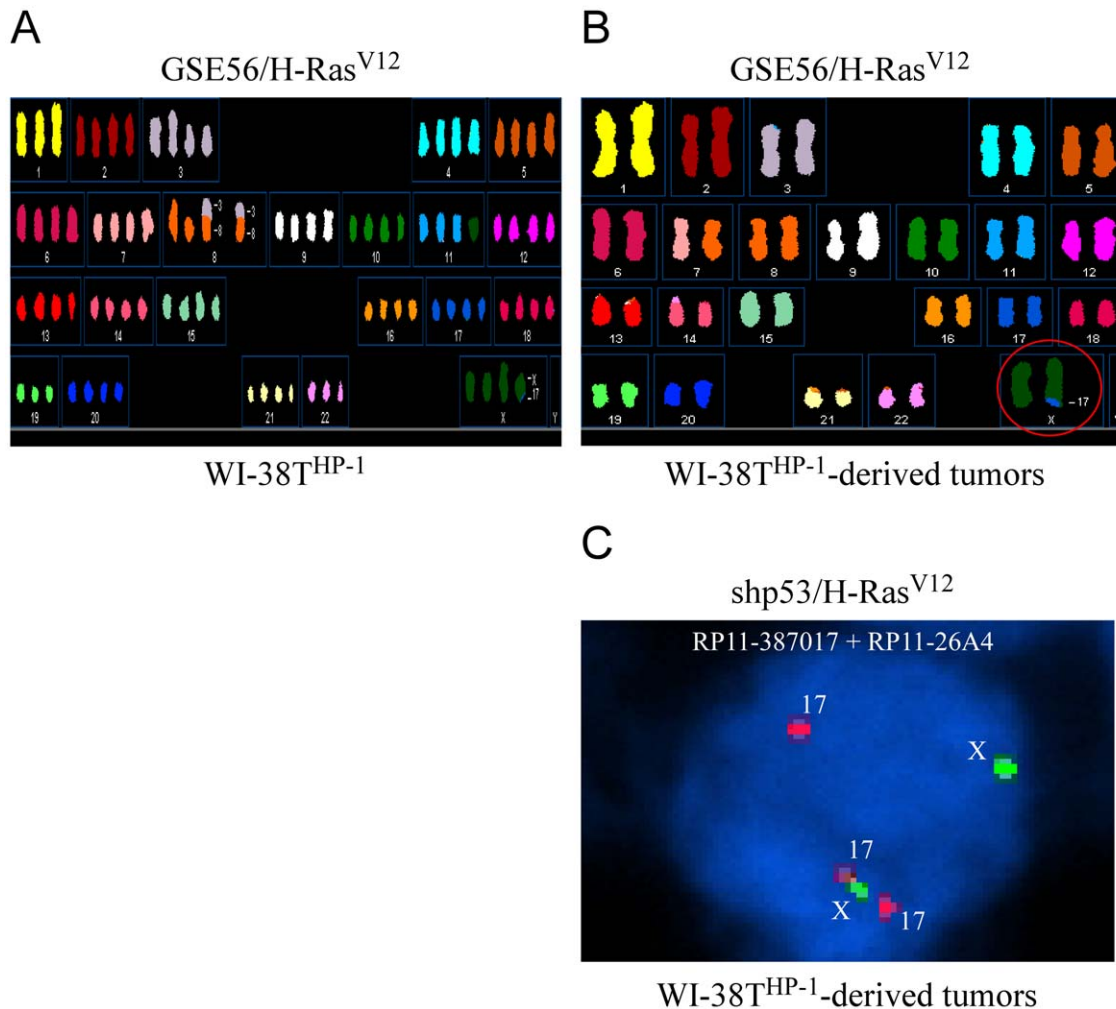 A
GSE56/H-Ras^V12
1 2 3 4 5
6 7 -3 -8 8 -3 -8 9 10 11 12
13 14 15 16 17 18
19 20 21 22 -X -17 X Y
WI-38T^HP-1
B
GSE56/H-Ras^V12
1 2 3 4 5
6 7 8 9 10 11 12
13 14 15 16 17 18
19 20 21 22 -17 X
WI-38T^HP-1-derived tumors
C
shp53/H-Ras^V12
RP11-387017 + RP11-26A4
17
X
17
X
17
WI-38T^HP-1-derived tumors